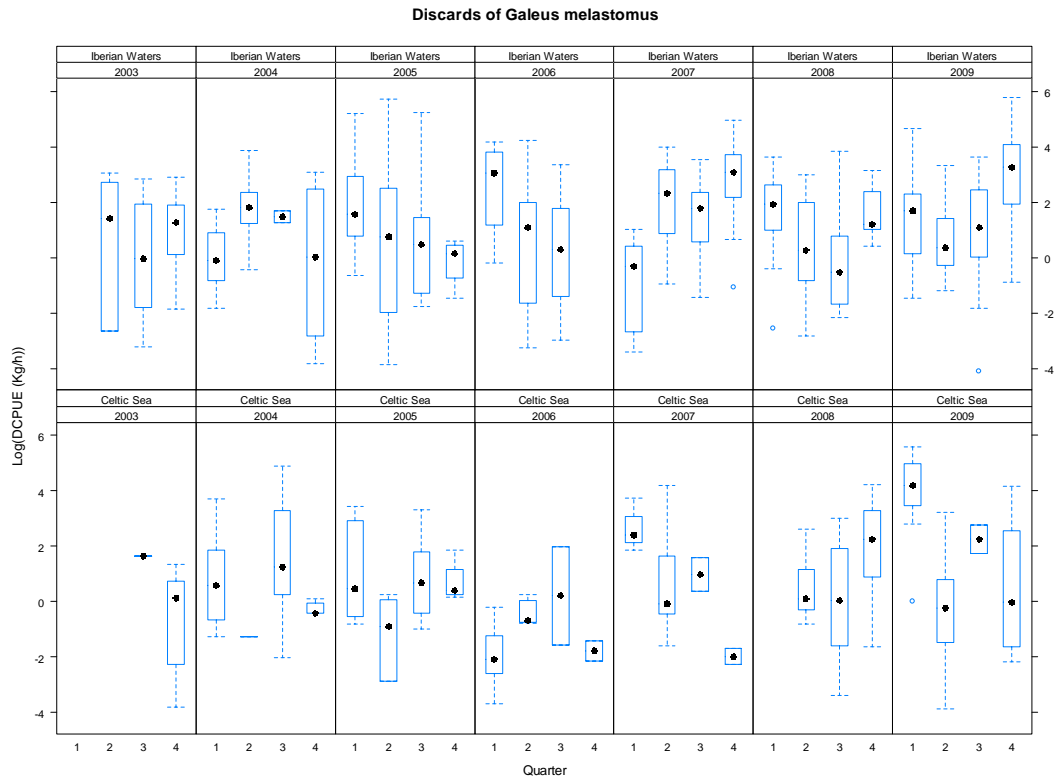 Discards of Galeus melastomus
Iberian Waters Iberian Waters Iberian Waters Iberian Waters Iberian Waters Iberian Waters Iberian Waters
2003 2004 2005 2006 2007 2008 2009
6
4
2
0
-2
-4
Celtic Sea Celtic Sea Celtic Sea Celtic Sea Celtic Sea Celtic Sea Celtic Sea
2003 2004 2005 2006 2007 2008 2009
Log(DCPUE (Kg/h))
6
4
2
0
-2
-4
1 2 3 4 1 2 3 4 1 2 3 4 1 2 3 4 1 2 3 4 1 2 3 4 1 2 3 4
Quarter